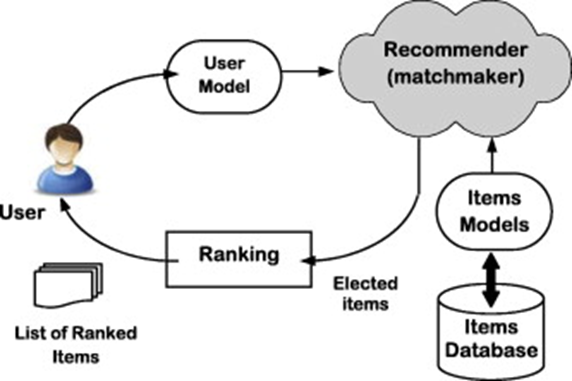 User
Model
Recommender
(matchmaker)
User
Items
Models
Ranking
Elected
items
List of Ranked
Items
Items
Database